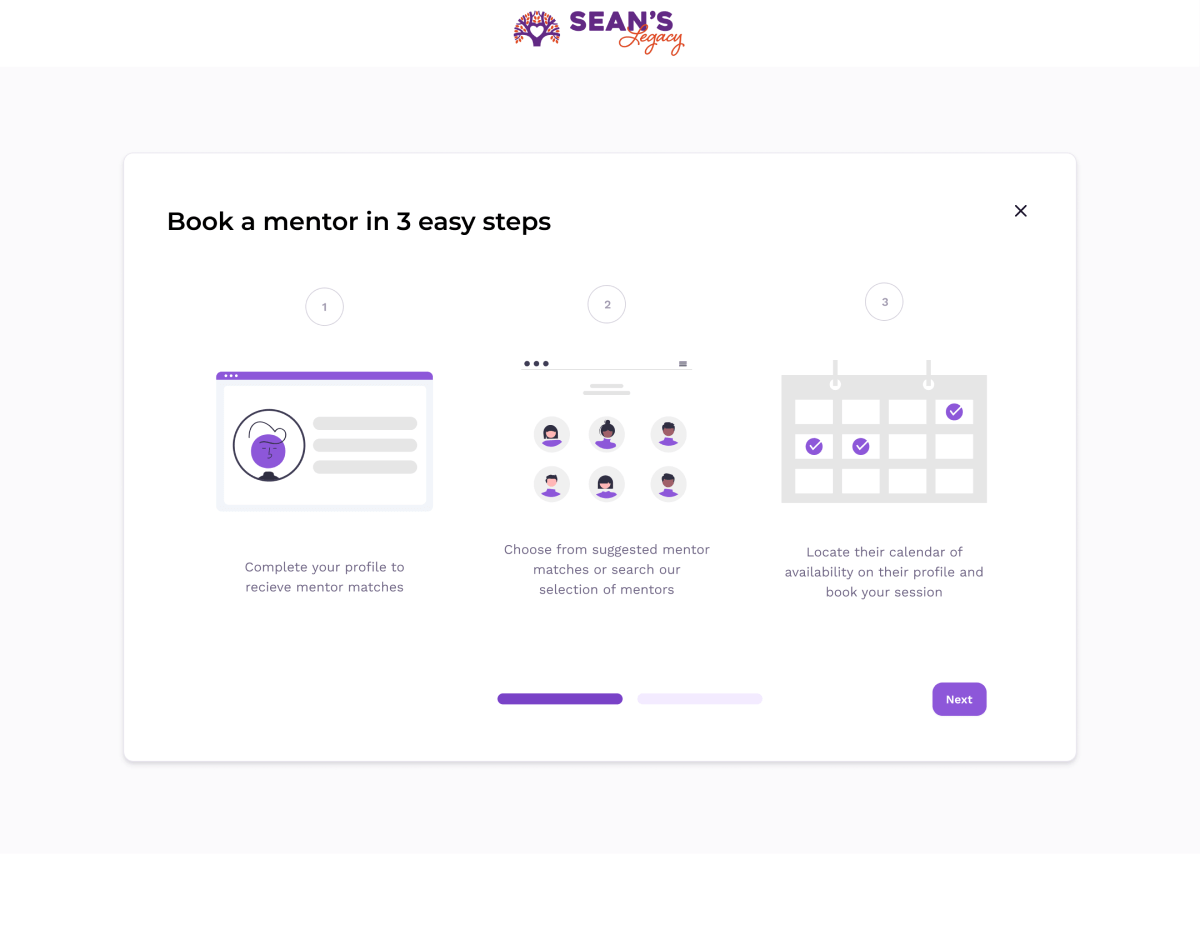 SEAN'S
Legacy
Book a mentor in 3 easy steps
1
2
3
Complete your profile to
recieve mentor matches
Choose from suggested mentor
matches or search our
selection of mentors
Locate their calendar of
availability on their profile and
book your session
Next